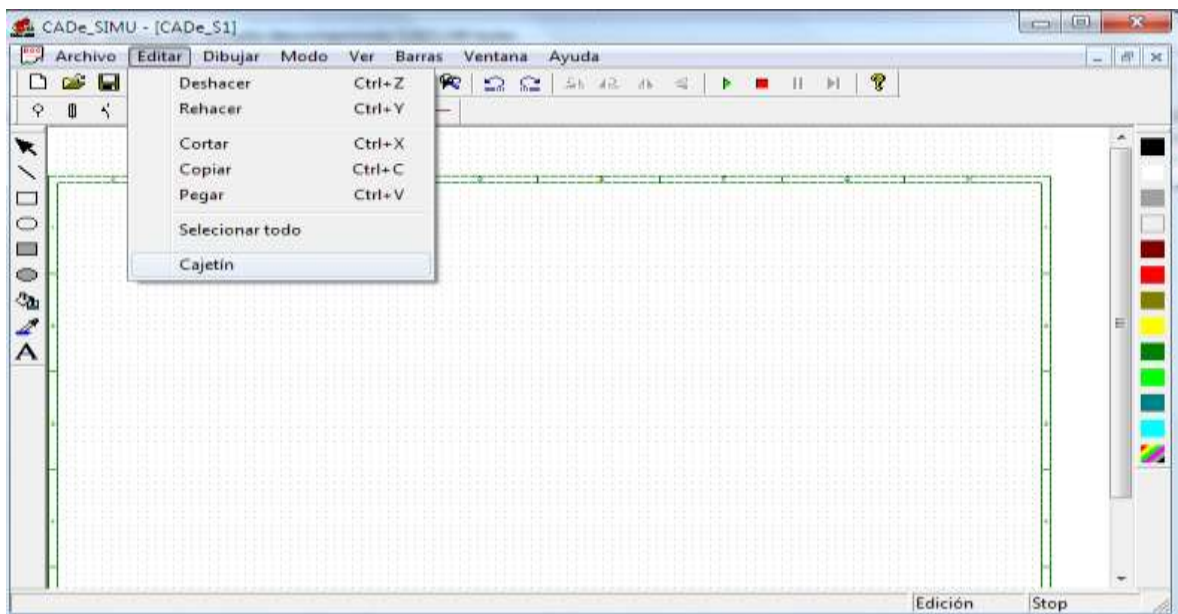 CADe_SIMU - [CADe_S1]
Archivo Editar Dibujar Modo Ver Barras Ventana Ayuda
Deshacer Ctrl+Z
Rehacer Ctrl+Y
Cortar Ctrl+X
Copiar Ctrl+C
Pegar Ctrl+V
Selecionar todo
Cajetín
A
Edición Stop